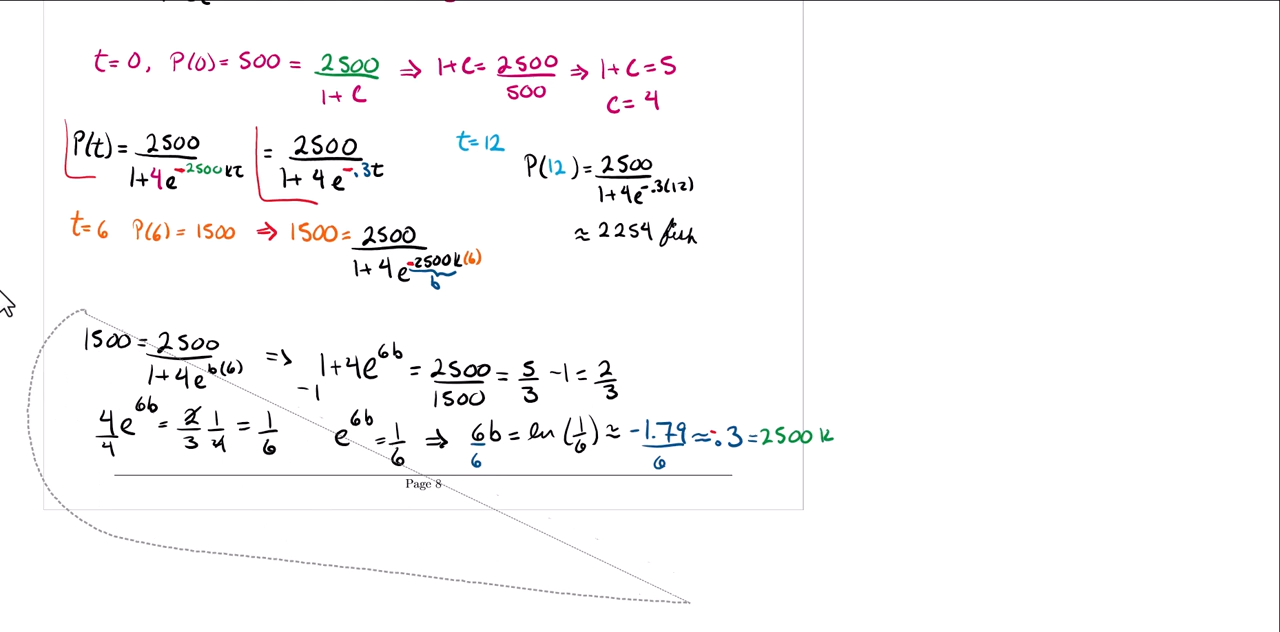 t=0, P(0)= 500 = 2500/(1+C) ⇒ 1+C= 2500/500 ⇒ 1+C=5
C=4
P(t)= 2500/(1+4e^(-2500kt)) = 2500/(1+4e^(-.3t))
t=12
P(12)= 2500/(1+4e^(-.3(12)))
≈ 2254 fish
t=6 P(6)= 1500 ⇒ 1500= 2500/(1+4e^(-2500k(6)))
b
1500= 2500/(1+4e^(b(6))) => 1+4e^(6b) = 2500/1500 = 5/3 -1 = 2/3
-1
4e^(6b)/4 = 2/3 1/4 = 1/6 e^(6b) = 1/6 ⇒ 6b/6 = ln(1/6) ≈ -1.79/6 ≈ -.3 = 2500k
Page 8